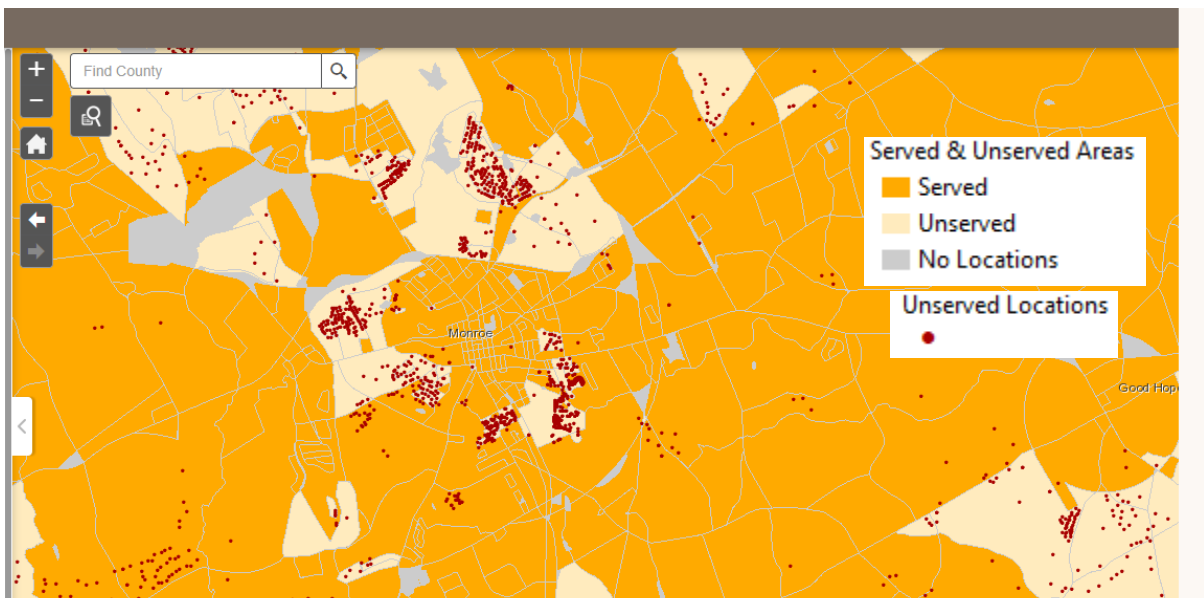 Find County
Served & Unserved Areas
Served
Unserved
No Locations
Unserved Locations
Monroe
Good Hope